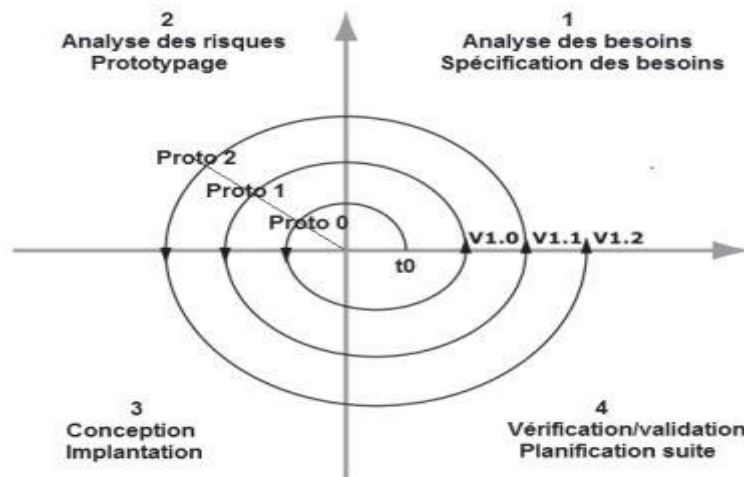 2
Analyse des risques
Prototypage
1
Analyse des besoins
Spécification des besoins
Proto 2
Proto 1
Proto 0
t0
V1.0
V1.1
V1.2
3
Conception
Implantation
4
Vérification/validation
Planification suite